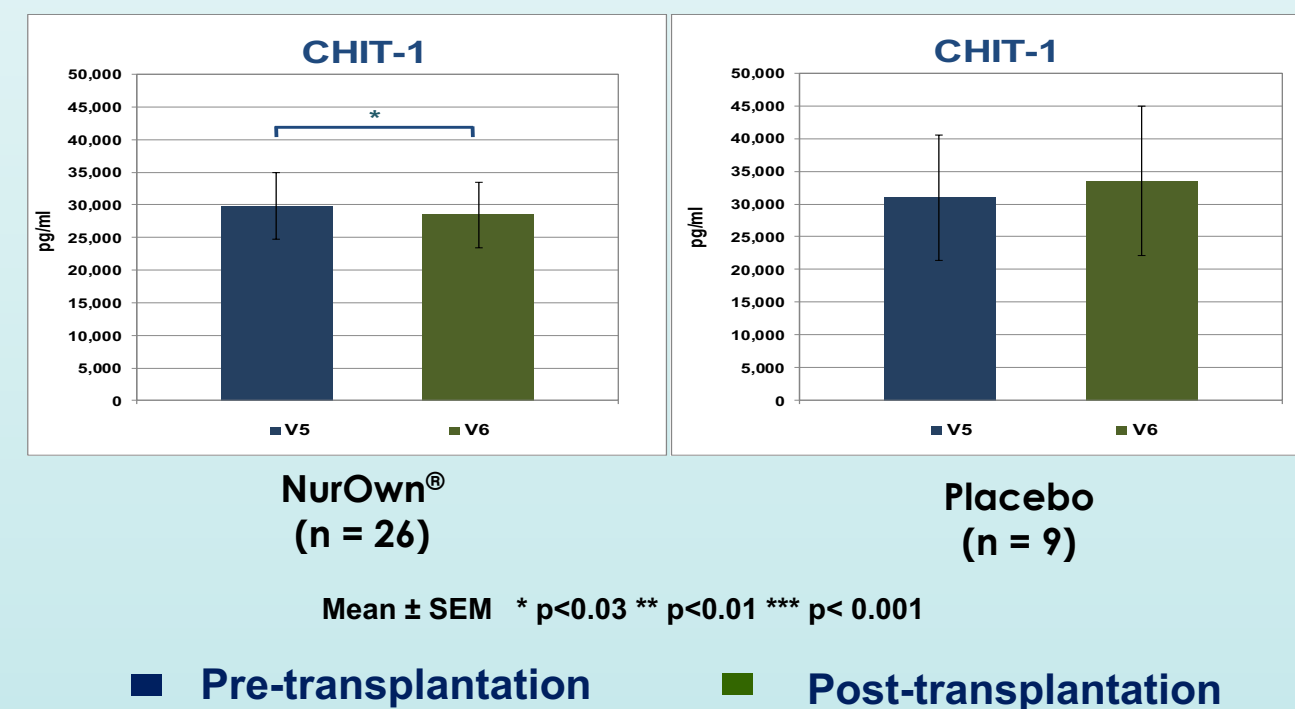 CHIT-1
50,000
45,000
40,000
35,000
30,000
25,000
20,000
15,000
10,000
5,000
0
pg/ml
*
V5 V6
NurOwn®
(n = 26)
CHIT-1
50,000
45,000
40,000
35,000
30,000
25,000
20,000
15,000
10,000
5,000
0
pg/ml
V5 V6
Placebo
(n = 9)
Mean ± SEM * p<0.03 ** p<0.01 *** p< 0.001
Pre-transplantation Post-transplantation